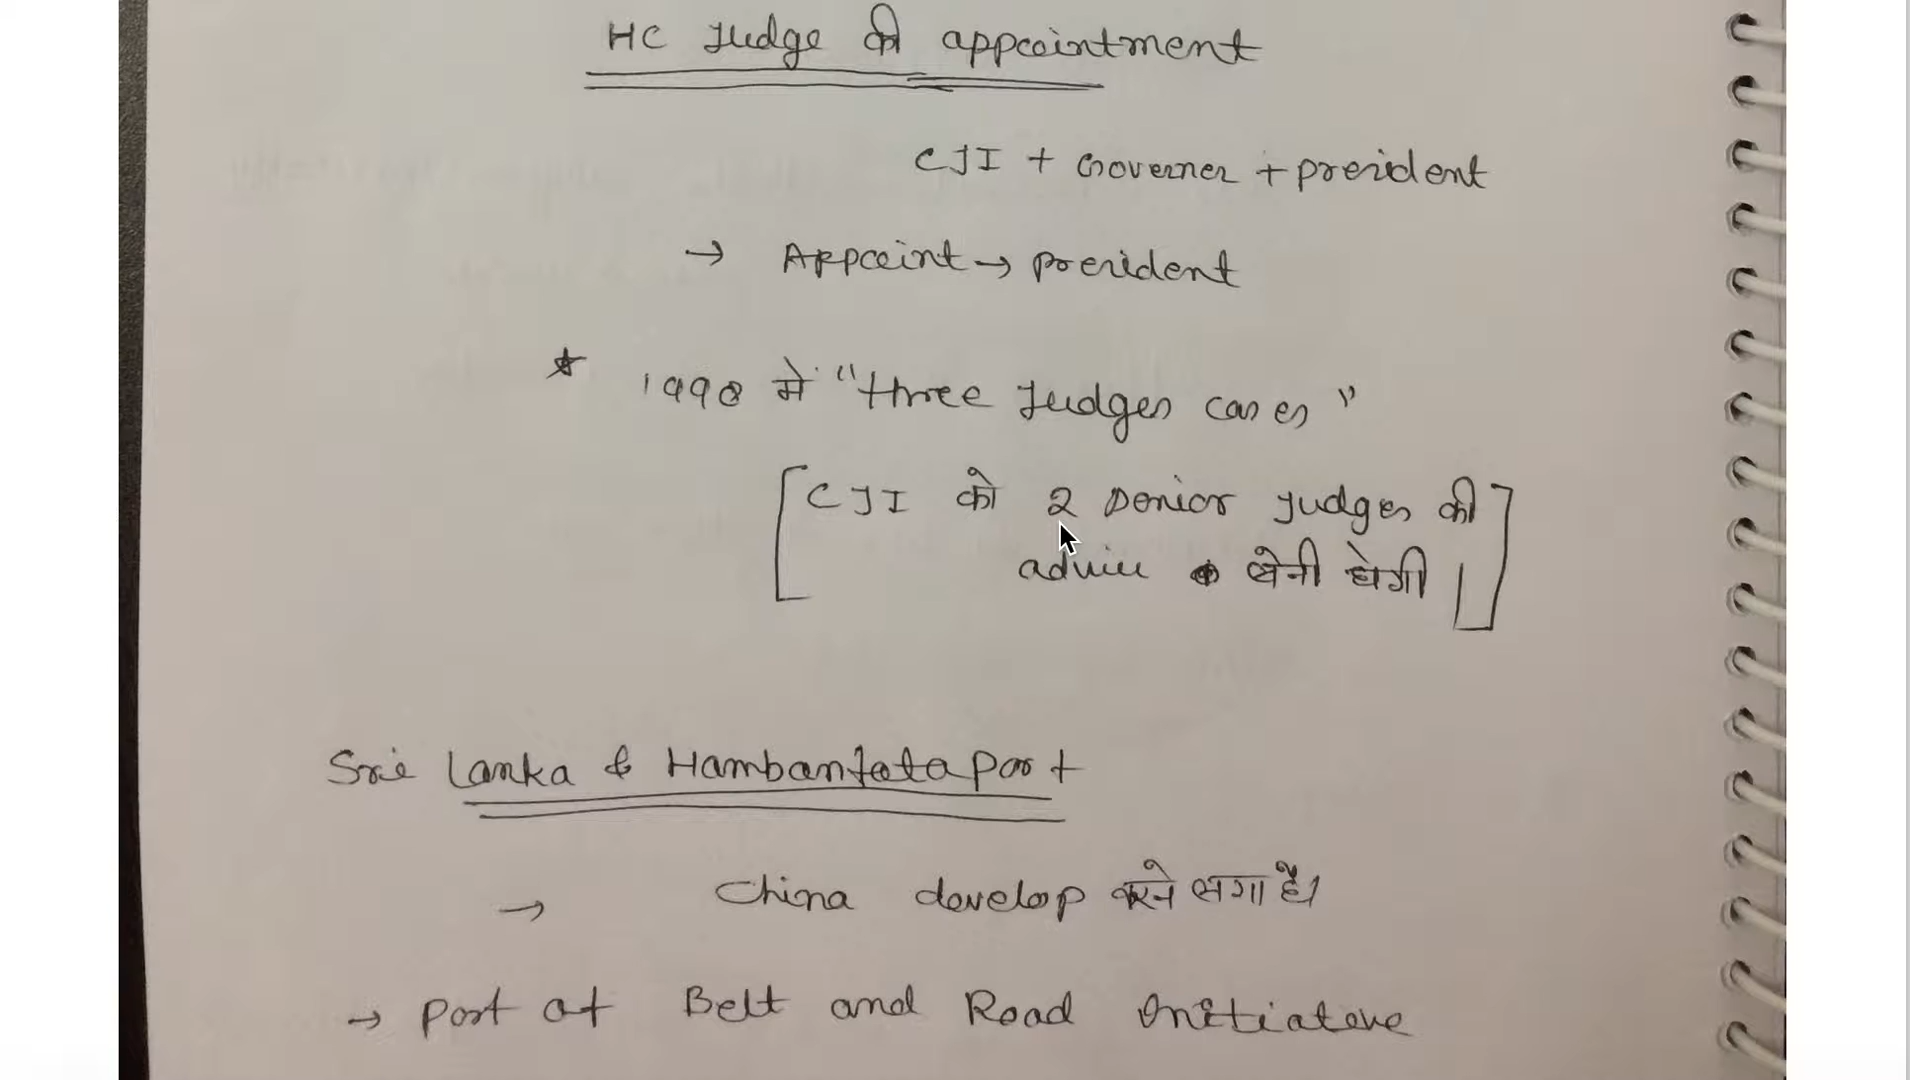 HC Judge की appointment
CJI + Governer + president
→ Appoint → president
★ 1998 में "three Judges cases"
[CJI को 2 senior judges की
advice लेनी होगी]
Sri Lanka & Hambantota port
→ China develop करने लगा है।
→ Part of Belt and Road Initiative